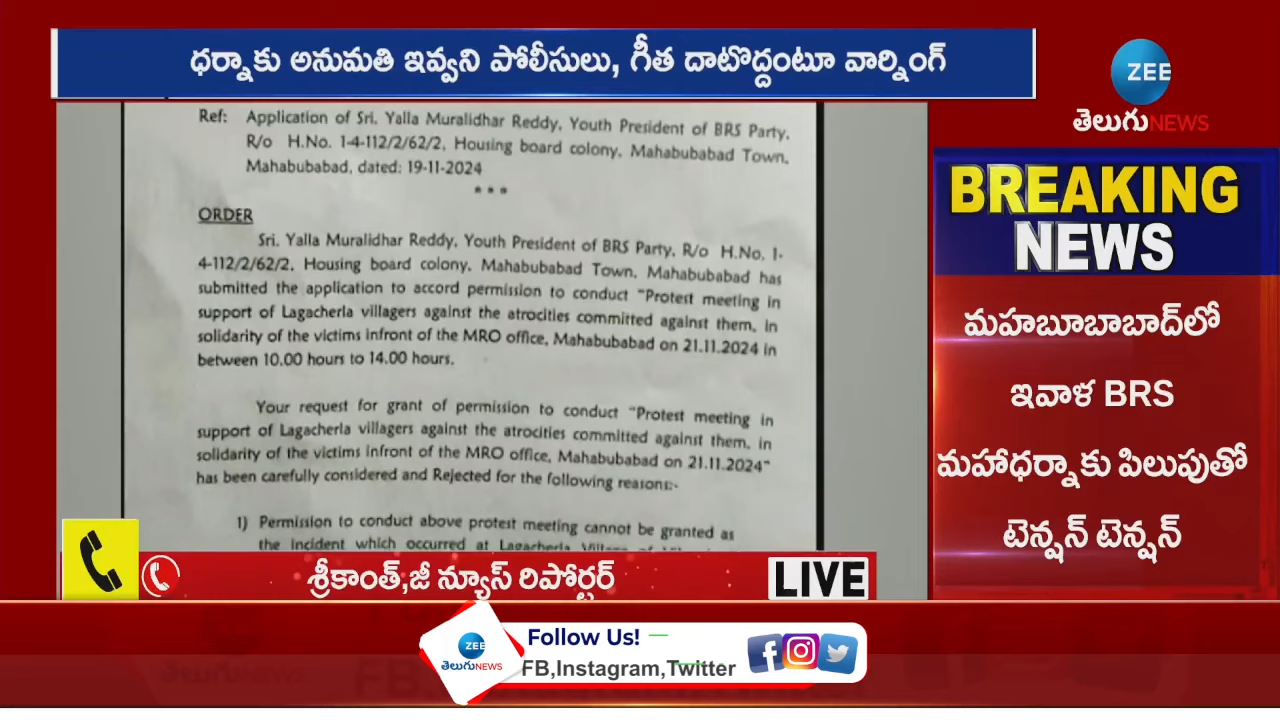 ధర్నాకు అనుమతి ఇవ్వని పోలీసులు, గీత దాటొద్దంటూ వార్నింగ్
ZEE
తెలుగుNEWS
Ref: Application of Sri. Yalla Muralidhar Reddy, Youth President of BRS Party,
R/o H.No. 1-4-112/2/62/2, Housing board colony, Mahabubabad Town,
Mahabubabad, dated: 19-11-2024
***
ORDER
Sri. Yalla Muralidhar Reddy, Youth President of BRS Party, R/o H.No. 1-
4-112/2/62/2, Housing board colony, Mahabubabad Town, Mahabubabad has
submitted the application to accord permission to conduct "Protest meeting in
support of Lagacherla villagers against the atrocities committed against them, in
solidarity of the victims infront of the MRO office, Mahabubabad on 21.11.2024 in
between 10.00 hours to 14.00 hours.
Your request for grant of permission to conduct "Protest meeting in
support of Lagacherla villagers against the atrocities committed against them, in
solidarity of the victims infront of the MRO office, Mahabubabad on 21.11.2024"
has been carefully considered and Rejected for the following reasons:-
1) Permission to conduct above protest meeting cannot be granted as
the incident which occurred at Lagacherla Village of
BREAKING
NEWS
మహబూబాబాద్‌లో
ఇవాళ BRS
మహాధర్నాకు పిలుపుతో
టెన్షన్ టెన్షన్
శ్రీకాంత్,జీ న్యూస్ రిపోర్టర్
LIVE
ZEE
తెలుగుNEWS
Follow Us!
FB,Instagram,Twitter